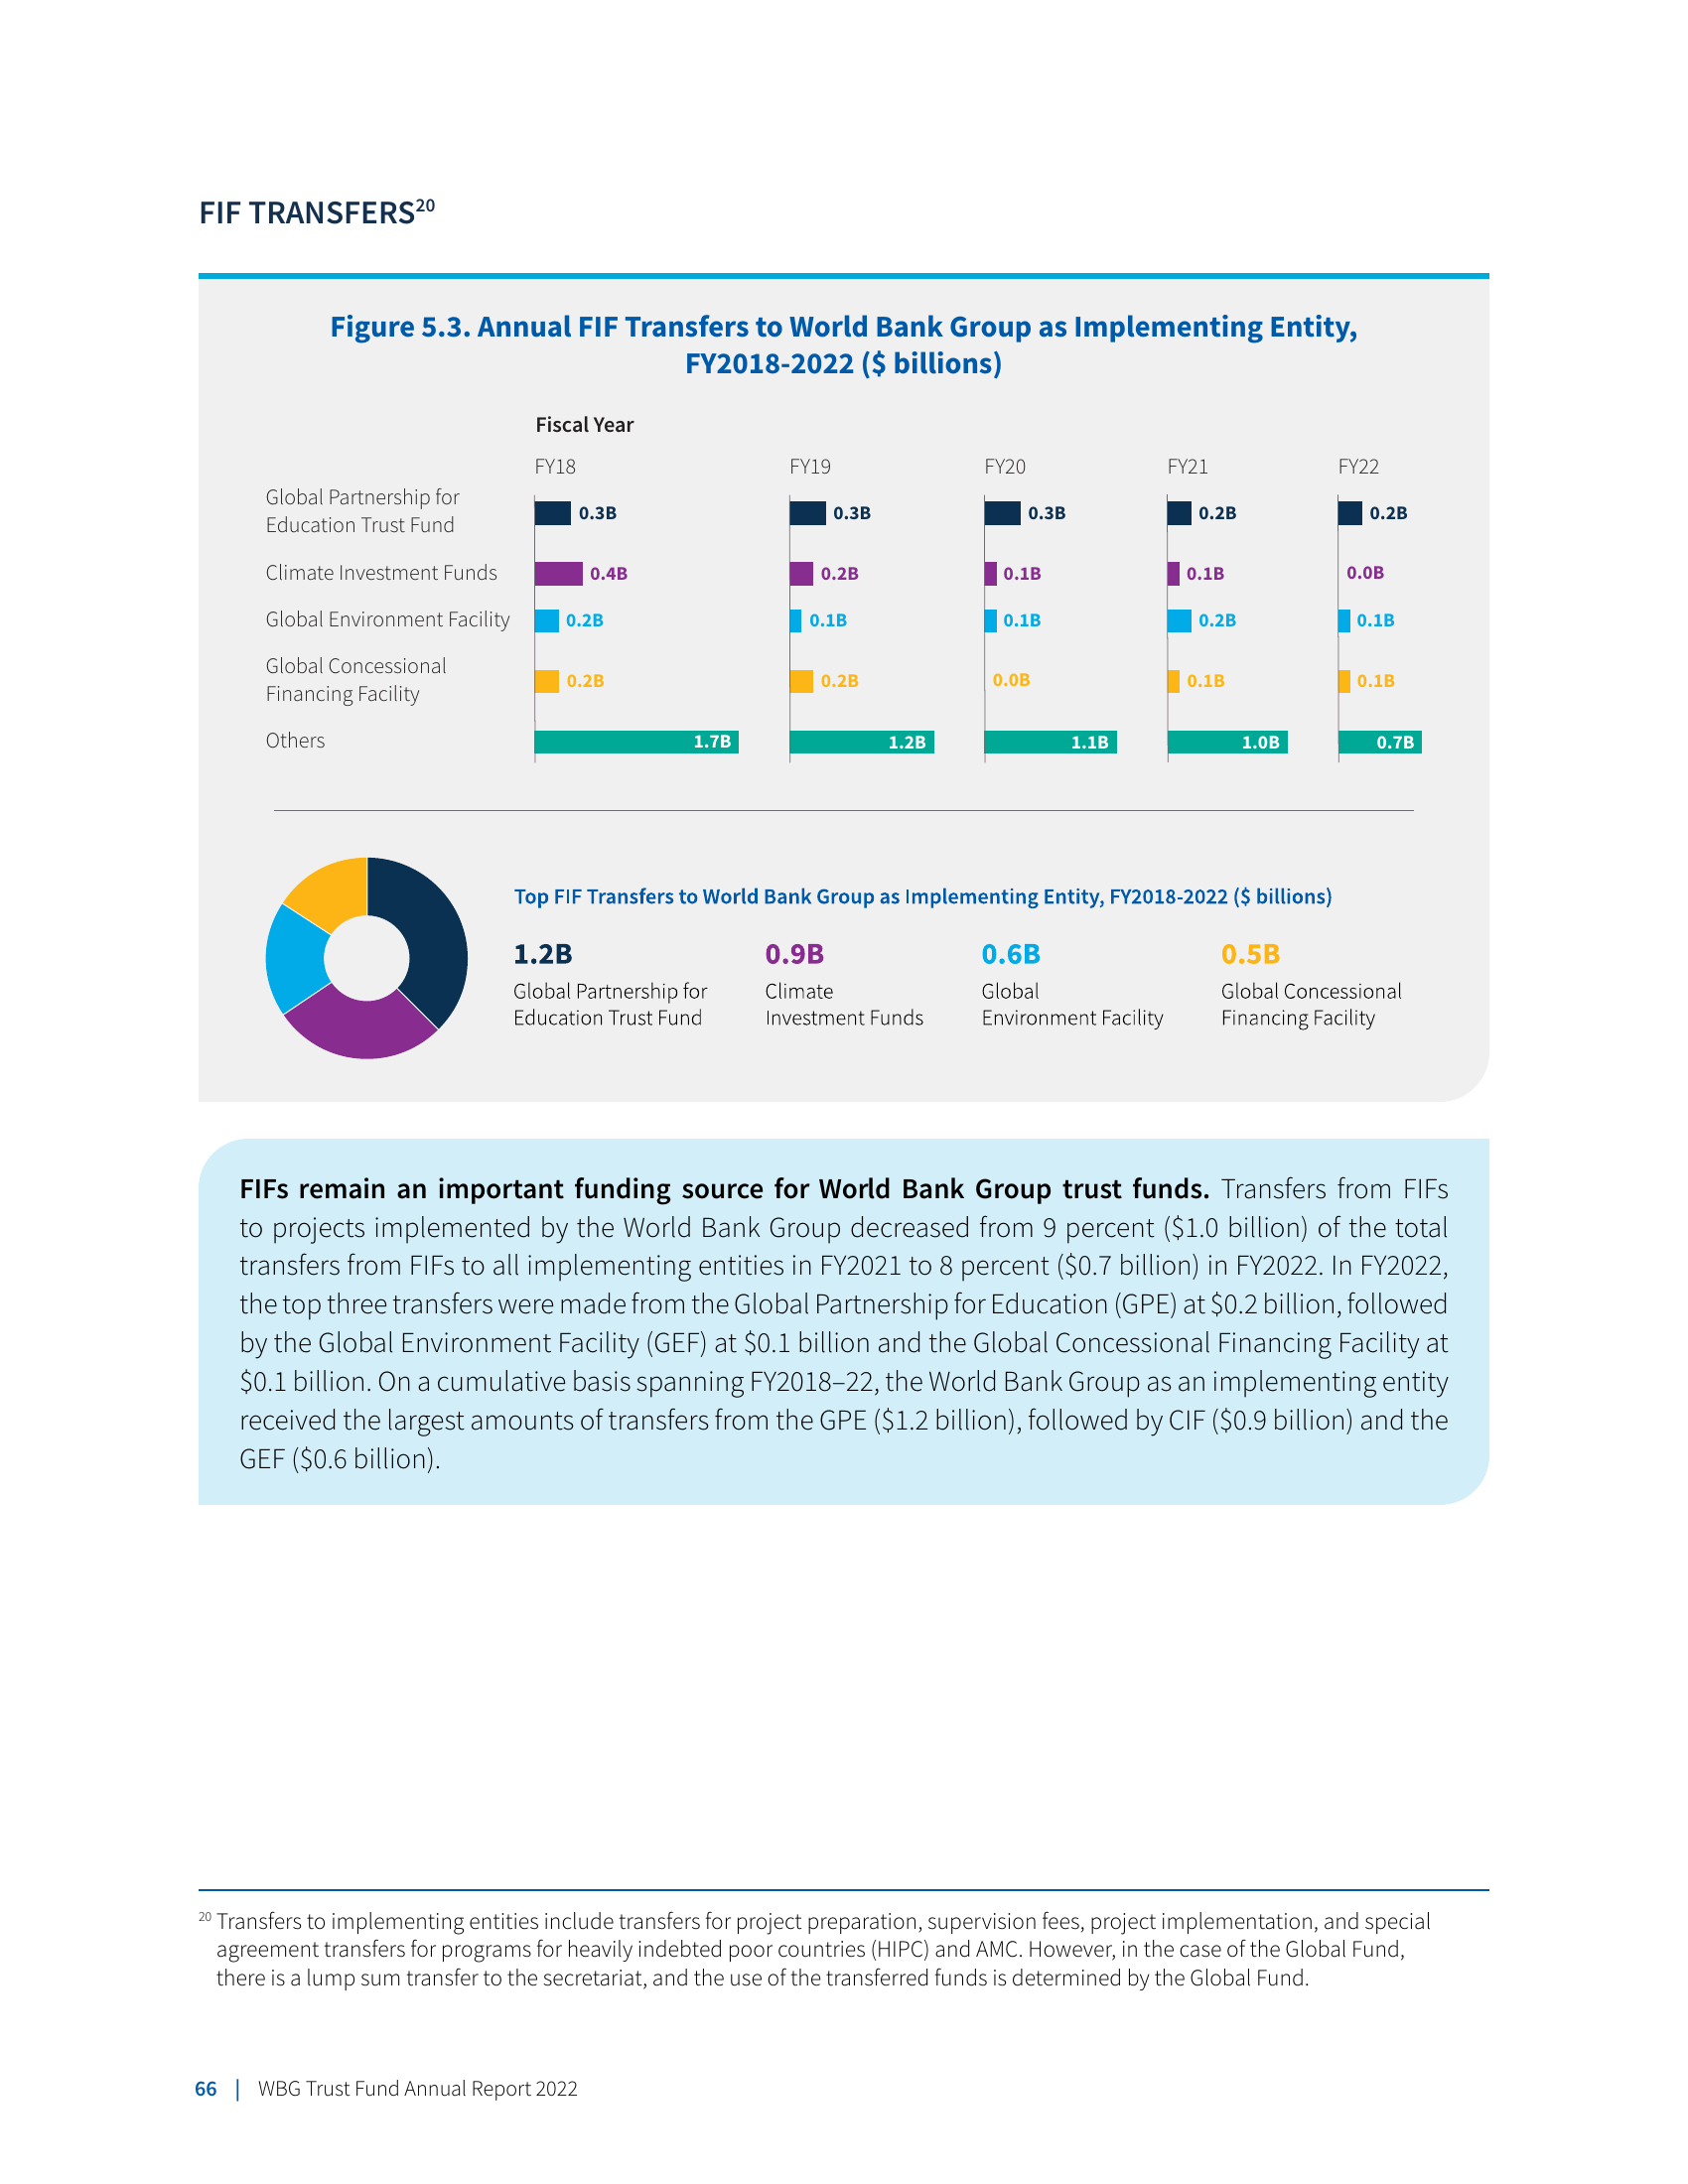 FIF TRANSFERS20
Figure 5.3. Annual FIF Transfers to World Bank Group as Implementing Entity,
FY2018-2022 ($ billions)
Fiscal Year
FY18 FY19 FY20 FY21 FY22
Global Partnership for
Education Trust Fund
0.3B 0.3B 0.3B 0.2B 0.2B
Climate Investment Funds 0.4B 0.2B 0.1B 0.1B 0.0B
Global Environment Facility 0.2B 0.1B 0.1B 0.2B 0.1B
Global Concessional
Financing Facility
0.2B 0.2B 0.0B 0.1B 0.1B
Others 1.7B 1.2B 1.1B 1.0B 0.7B
Top FIF Transfers to World Bank Group as Implementing Entity, FY2018-2022 ($ billions)
1.2B
Global Partnership for
Education Trust Fund
0.9B
Climate
Investment Funds
0.6B
Global
Environment Facility
0.5B
Global Concessional
Financing Facility
FIFs remain an important funding source for World Bank Group trust funds. Transfers from FIFs
to projects implemented by the World Bank Group decreased from 9 percent ($1.0 billion) of the total
transfers from FIFs to all implementing entities in FY2021 to 8 percent ($0.7 billion) in FY2022. In FY2022,
the top three transfers were made from the Global Partnership for Education (GPE) at $0.2 billion, followed
by the Global Environment Facility (GEF) at $0.1 billion and the Global Concessional Financing Facility at
$0.1 billion. On a cumulative basis spanning FY2018–22, the World Bank Group as an implementing entity
received the largest amounts of transfers from the GPE ($1.2 billion), followed by CIF ($0.9 billion) and the
GEF ($0.6 billion).
20 Transfers to implementing entities include transfers for project preparation, supervision fees, project implementation, and special
agreement transfers for programs for heavily indebted poor countries (HIPC) and AMC. However, in the case of the Global Fund,
there is a lump sum transfer to the secretariat, and the use of the transferred funds is determined by the Global Fund.
66 | WBG Trust Fund Annual Report 2022